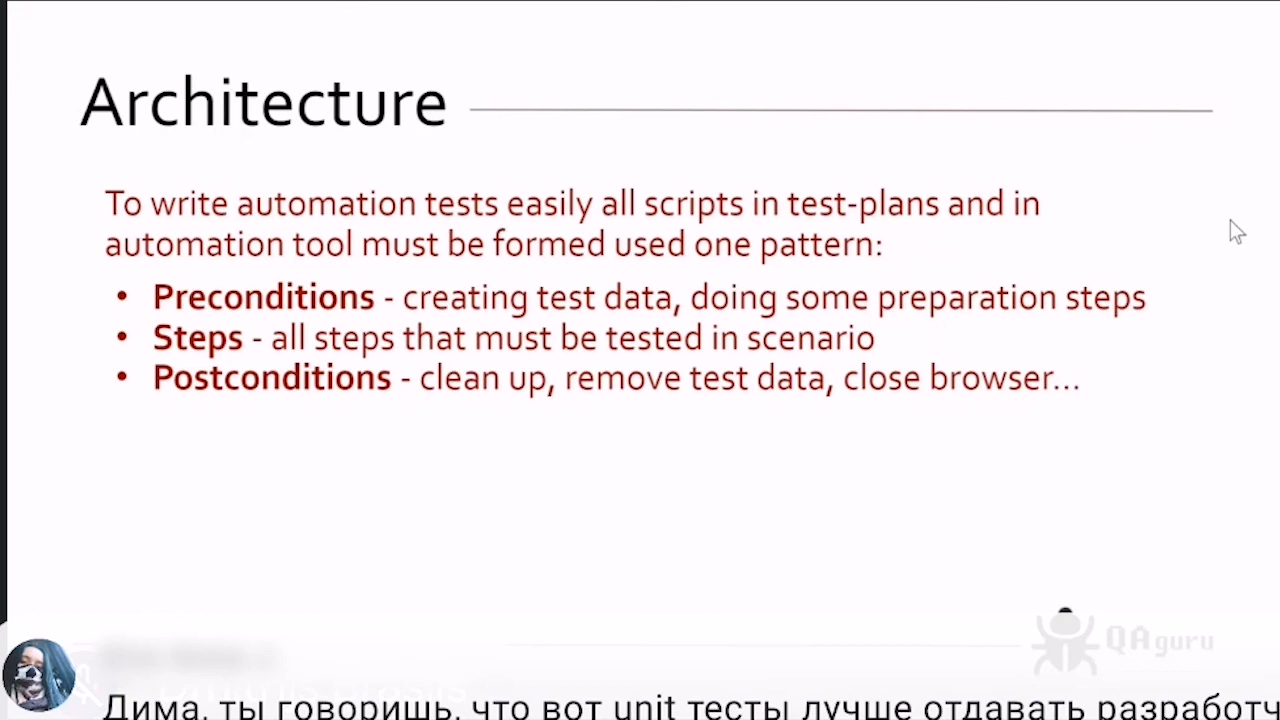 Architecture
To write automation tests easily all scripts in test-plans and in
automation tool must be formed used one pattern:
• Preconditions - creating test data, doing some preparation steps
• Steps - all steps that must be tested in scenario
• Postconditions - clean up, remove test data, close browser...
QAguru
Дима, ты говоришь, что вот unit тесты лучше отдавать разработч